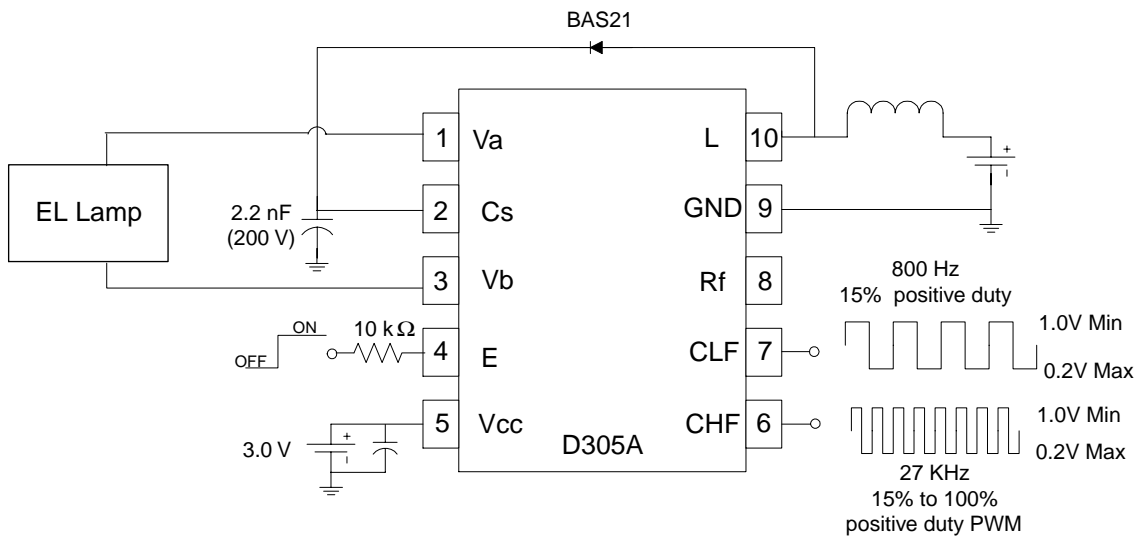 BAS21
1 Va
L 10
EL Lamp
2.2 nF
(200 V)
2 Cs
GND 9
3 Vb
Rf 8
800 Hz
15% positive duty
1.0V Min
0.2V Max
ON
OFF
10 kΩ
4 E
CLF 7
5 Vcc
CHF 6
3.0 V
+
–
+
–
D305A
1.0V Min
0.2V Max
27 KHz
15% to 100%
positive duty PWM